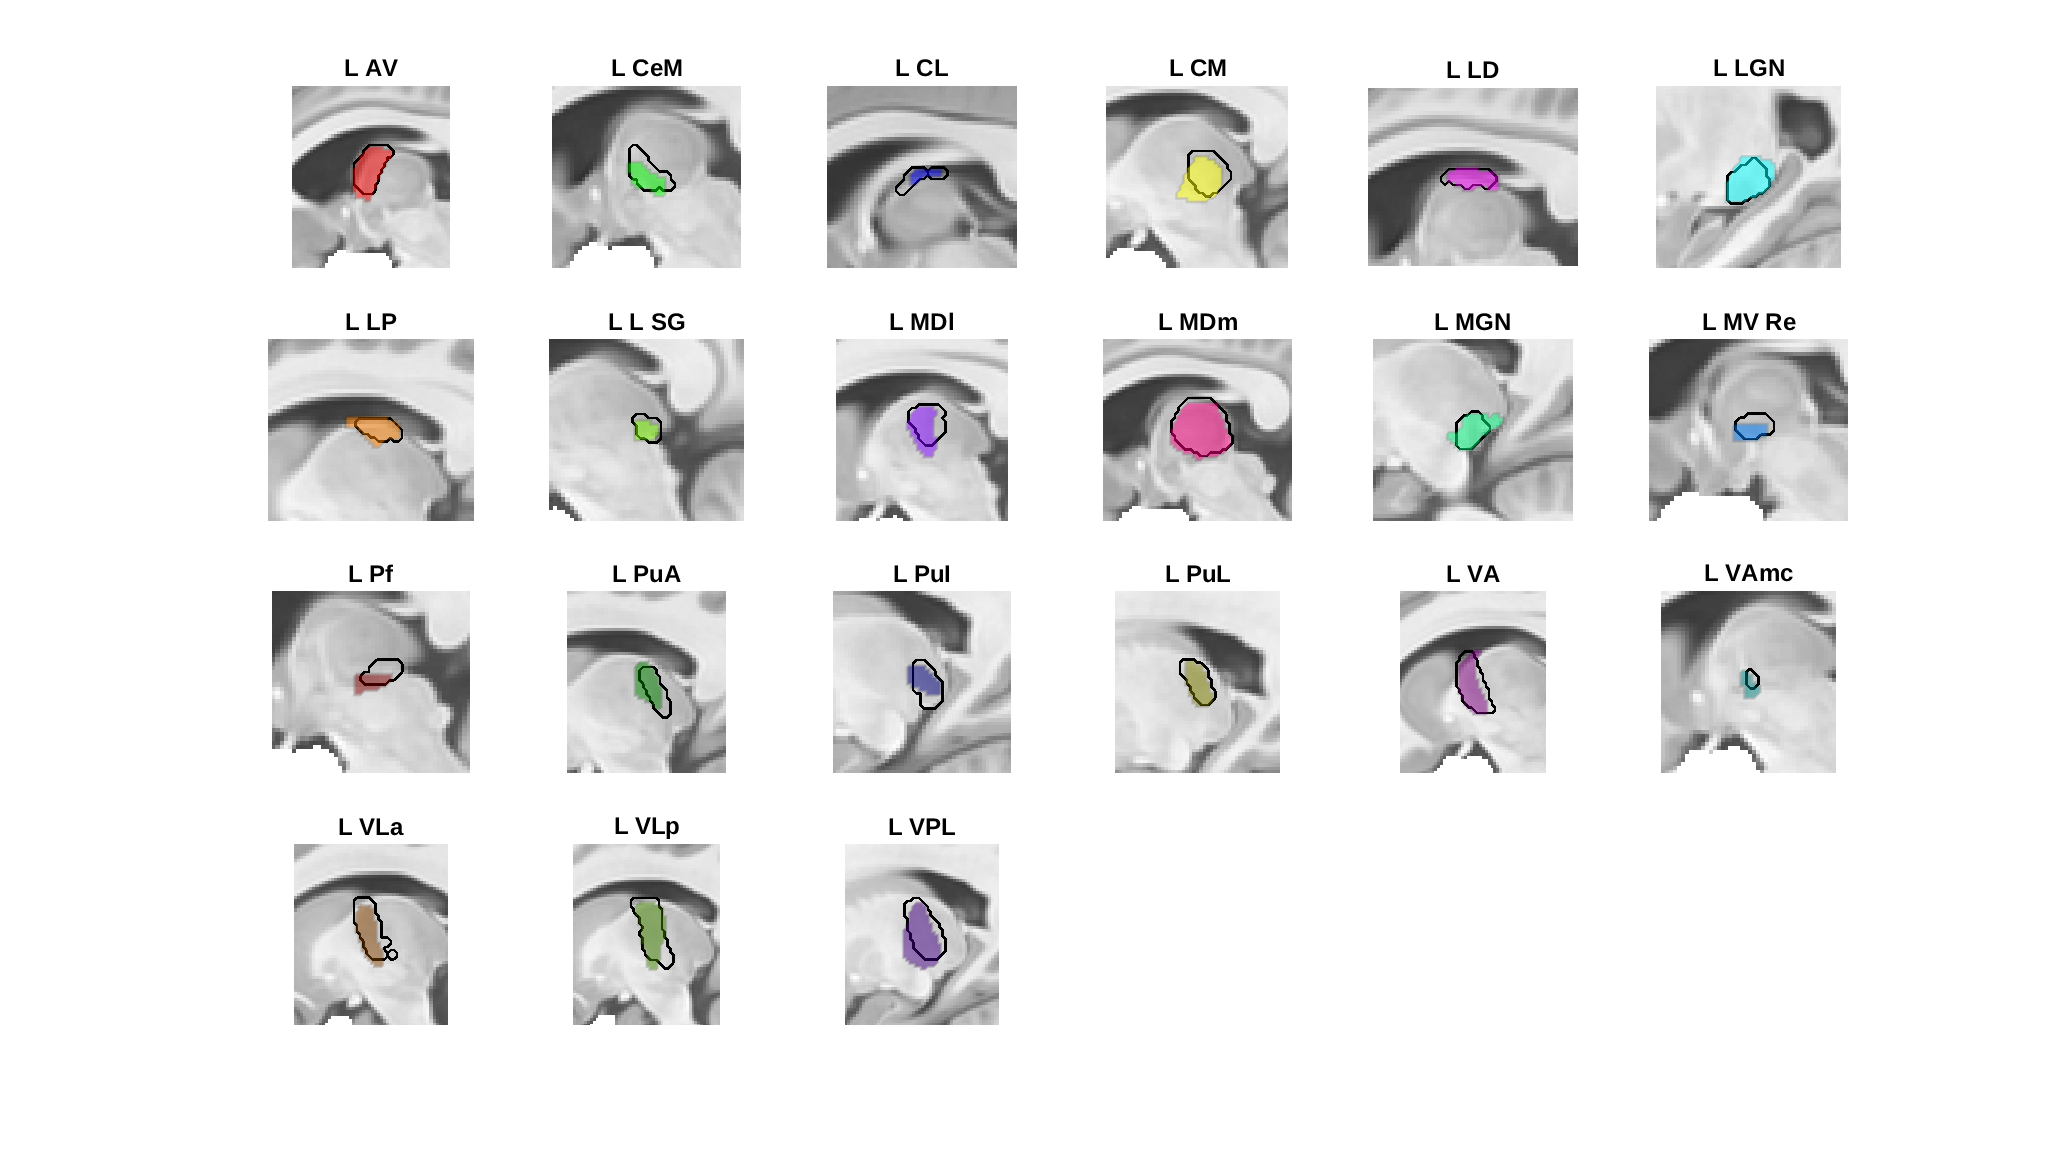 L AV
L CeM
L CL
L CM
L LD
L LGN
L LP
L L SG
L MDl
L MDm
L MGN
L MV Re
L Pf
L PuA
L PuI
L PuL
L VA
L VAmc
L VLa
L VLp
L VPL